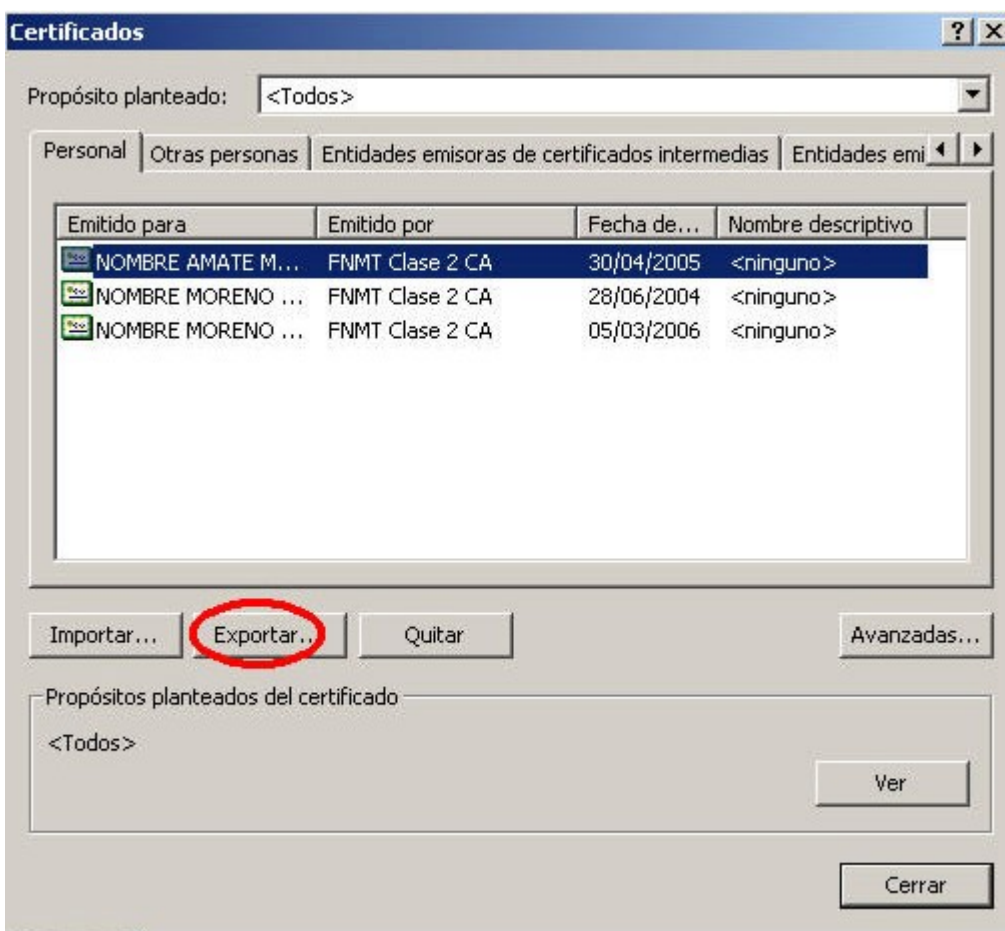 Certificados
Propósito planteado: <Todos>
Personal Otras personas Entidades emisoras de certificados intermedias Entidades emi
Emitido para Emitido por Fecha de... Nombre descriptivo
NOMBRE AMATE M... FNMT Clase 2 CA 30/04/2005 <ninguno>
NOMBRE MORENO ... FNMT Clase 2 CA 28/06/2004 <ninguno>
NOMBRE MORENO ... FNMT Clase 2 CA 05/03/2006 <ninguno>
Importar... Exportar... Quitar Avanzadas...
Propósitos planteados del certificado
<Todos>
Ver
Cerrar